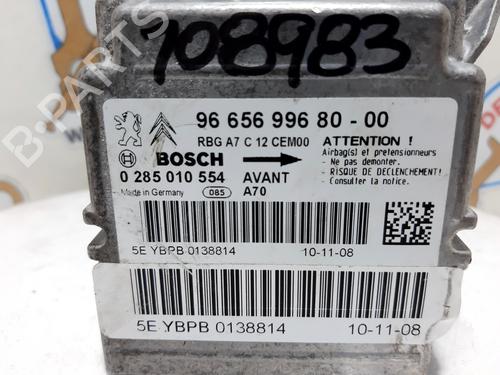 108983
96 656 996 80 - 00
RBG A7 C 12 CEM00
ATTENTION !
Airbag(s) et pretensionneurs
- Ne pas demonter.
- RISQUE DE DECLENCHEMENT!
- Consulter la notice.
BOSCH
0 285 010 554 AVANT
Made in Germany 085 A70
5E YBPB 0138814 10-11-08
5E YBPB 0138814 10-11-08
B-PARTS